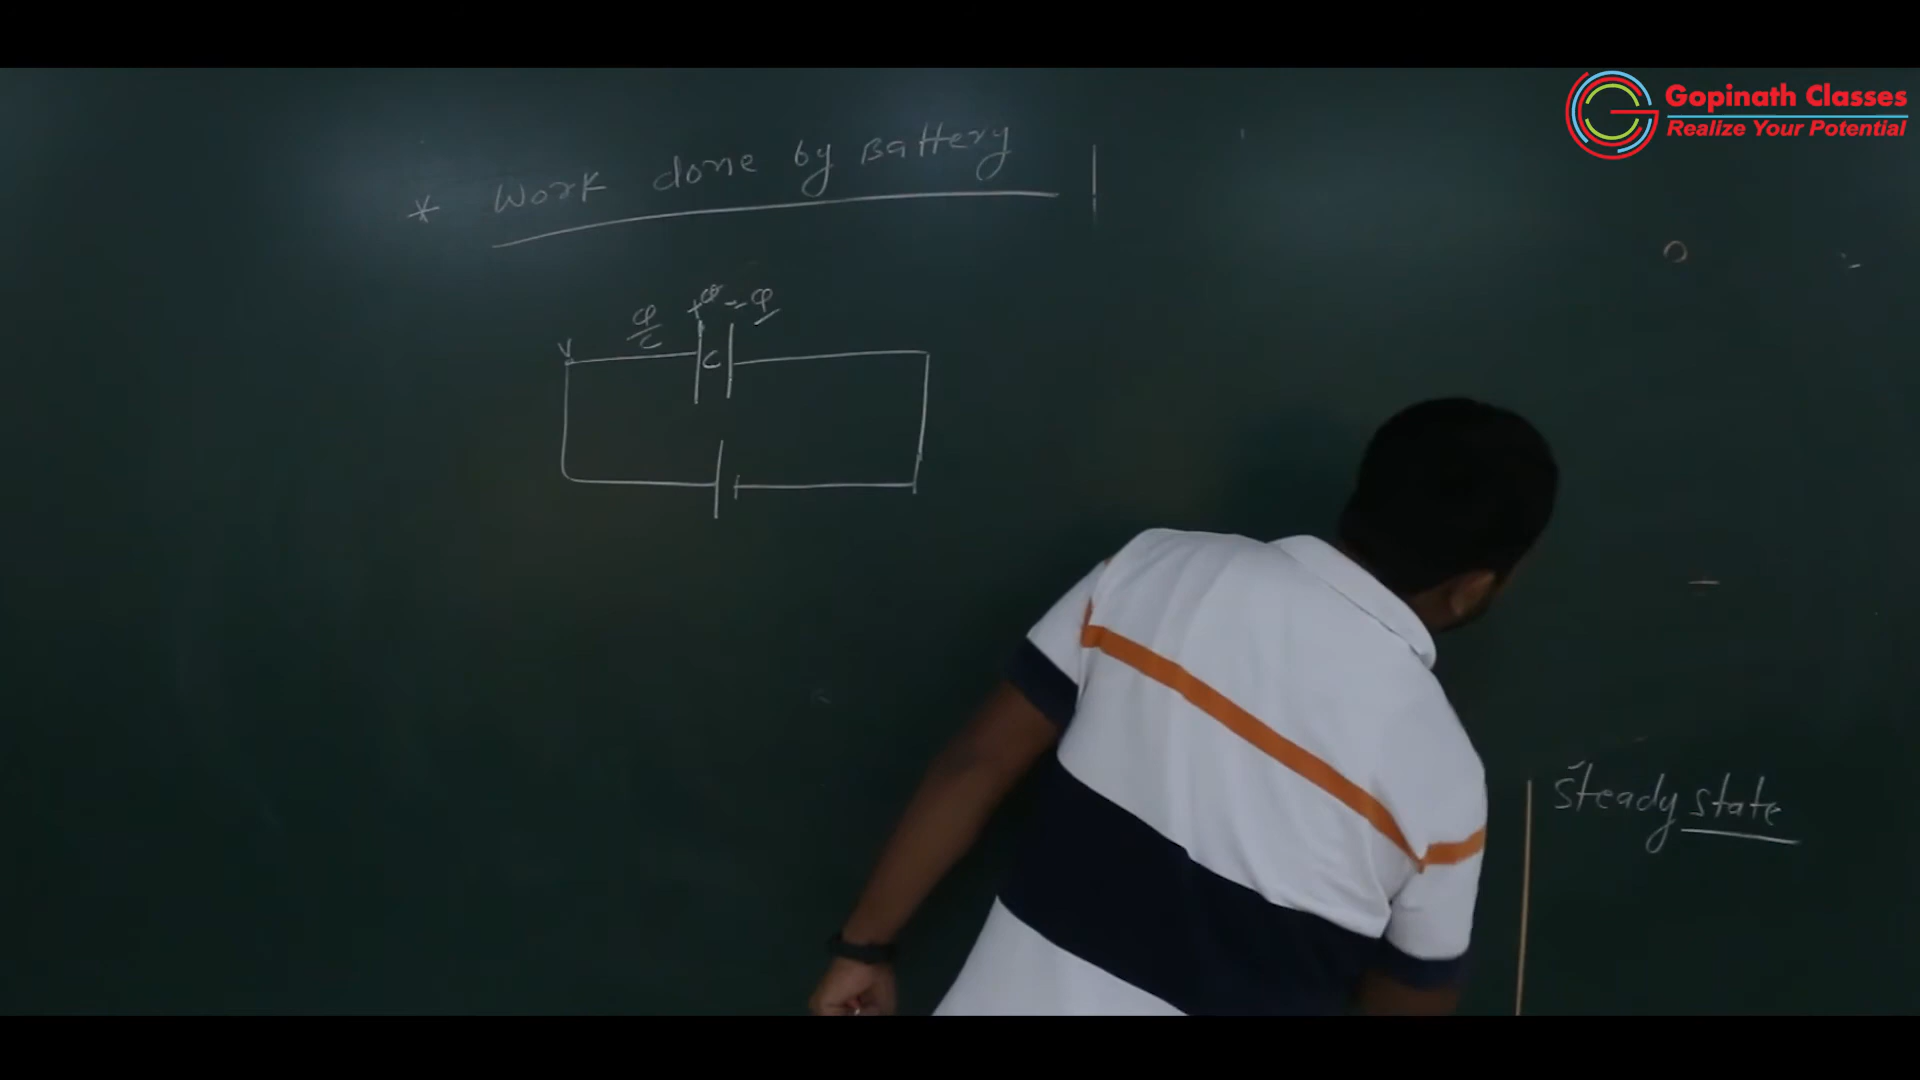 Gopinath Classes
Realize Your Potential
* Work done by Battery
+φ -φ
φ/c
V
C
Steady state